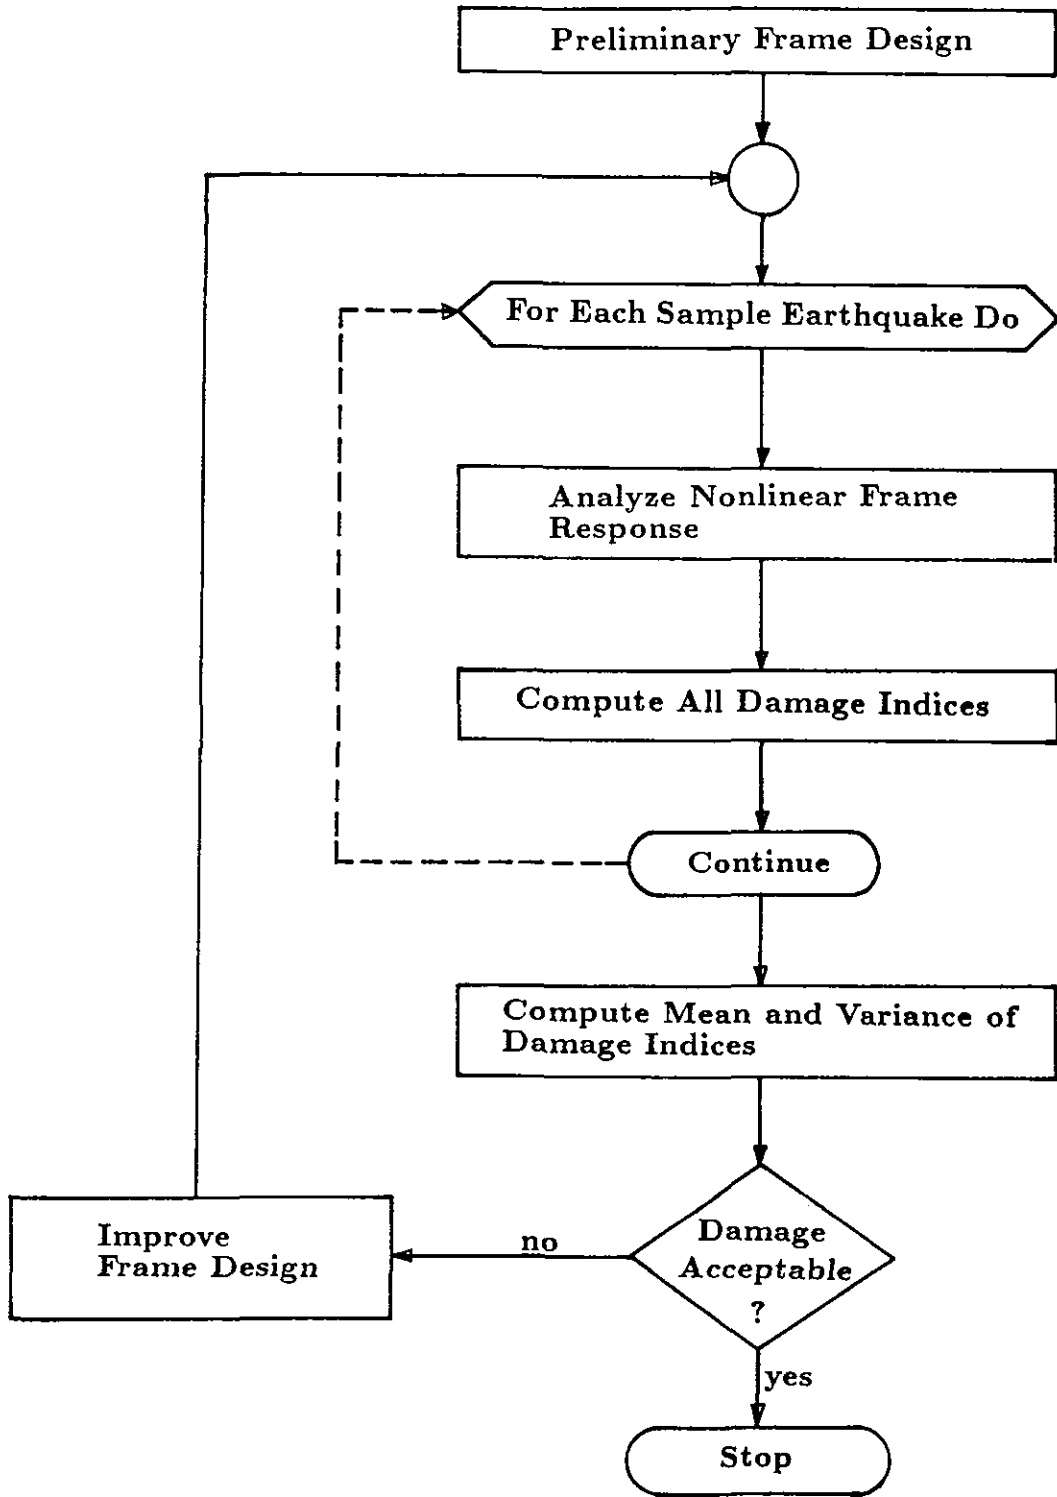 Preliminary Frame Design
For Each Sample Earthquake Do
Analyze Nonlinear Frame
Response
Compute All Damage Indices
Continue
Compute Mean and Variance of
Damage Indices
Damage
Acceptable
?
no
Improve
Frame Design
yes
Stop